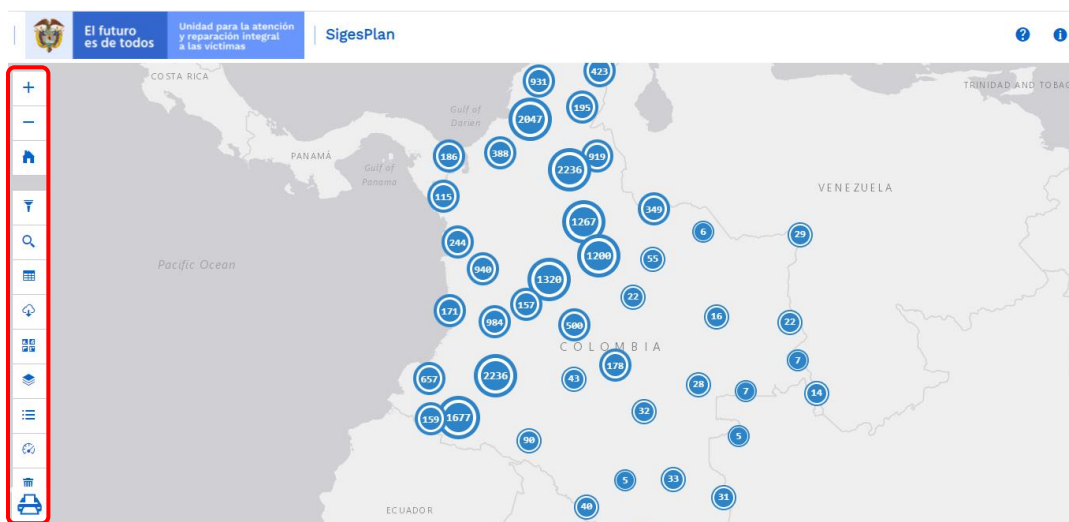 El futuro
es de todos
Unidad para la atención
y reparación integral
a las víctimas
SigesPlan
COSTA RICA
931
423
TRINIDAD AND TOBAG
Gulf of
Darien
195
2047
PANAMÁ
186
388
919
Gulf of
Panama
2236
VENEZUELA
115
349
1267
6
29
244
1200
55
Pacific Ocean
940
1320
22
157
171
984
500
16
22
COLOMBIA
7
178
657
2236
43
28
7
14
32
159
1677
5
90
5
33
31
40
ECUADOR